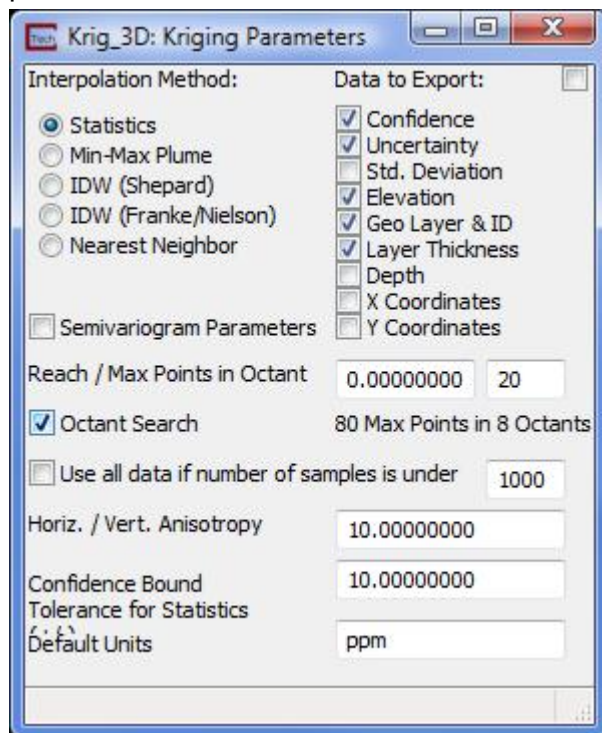 Tech Krig_3D: Kriging Parameters
Interpolation Method:
Statistics
Min-Max Plume
IDW (Shepard)
IDW (Franke/Nielson)
Nearest Neighbor
Data to Export:
Confidence
Uncertainty
Std. Deviation
Elevation
Geo Layer & ID
Layer Thickness
Depth
X Coordinates
Y Coordinates
Semivariogram Parameters
Reach / Max Points in Octant 0.00000000 20
Octant Search 80 Max Points in 8 Octants
Use all data if number of samples is under 1000
Horiz. / Vert. Anisotropy 10.00000000
Confidence Bound 10.00000000
Tolerance for Statistics
Default Units ppm